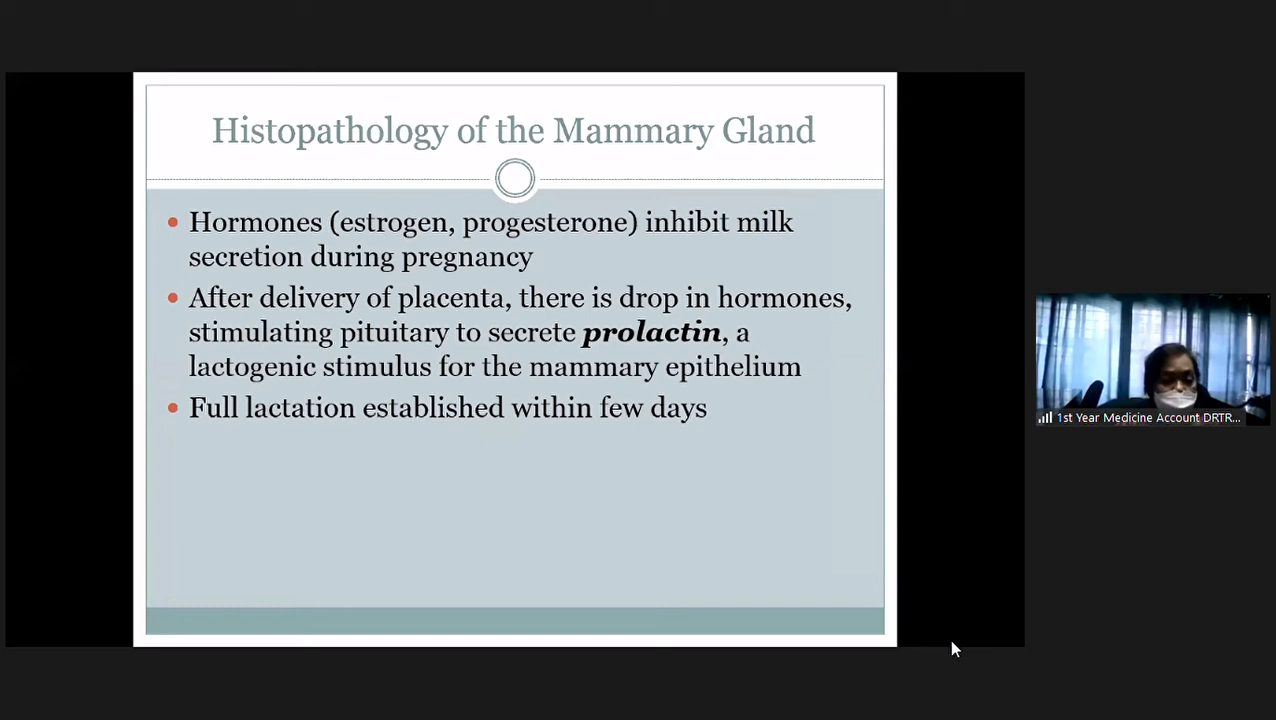 Histopathology of the Mammary Gland
• Hormones (estrogen, progesterone) inhibit milk
secretion during pregnancy
• After delivery of placenta, there is drop in hormones,
stimulating pituitary to secrete prolactin, a
lactogenic stimulus for the mammary epithelium
• Full lactation established within few days
1st Year Medicine Account DRTR...